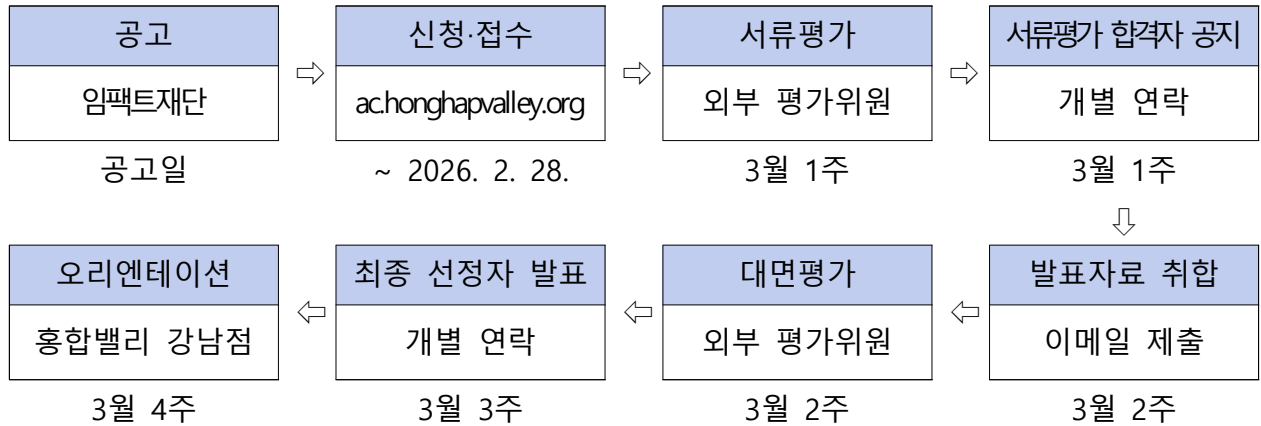 공고
임팩트재단
공고일
신청·접수
ac.honghapvalley.org
~ 2026. 2. 28.
서류평가
외부 평가위원
3월 1주
서류평가 합격자 공지
개별 연락
3월 1주
발표자료 취합
이메일 제출
3월 2주
대면평가
외부 평가위원
3월 2주
최종 선정자 발표
개별 연락
3월 3주
오리엔테이션
홍합밸리 강남점
3월 4주